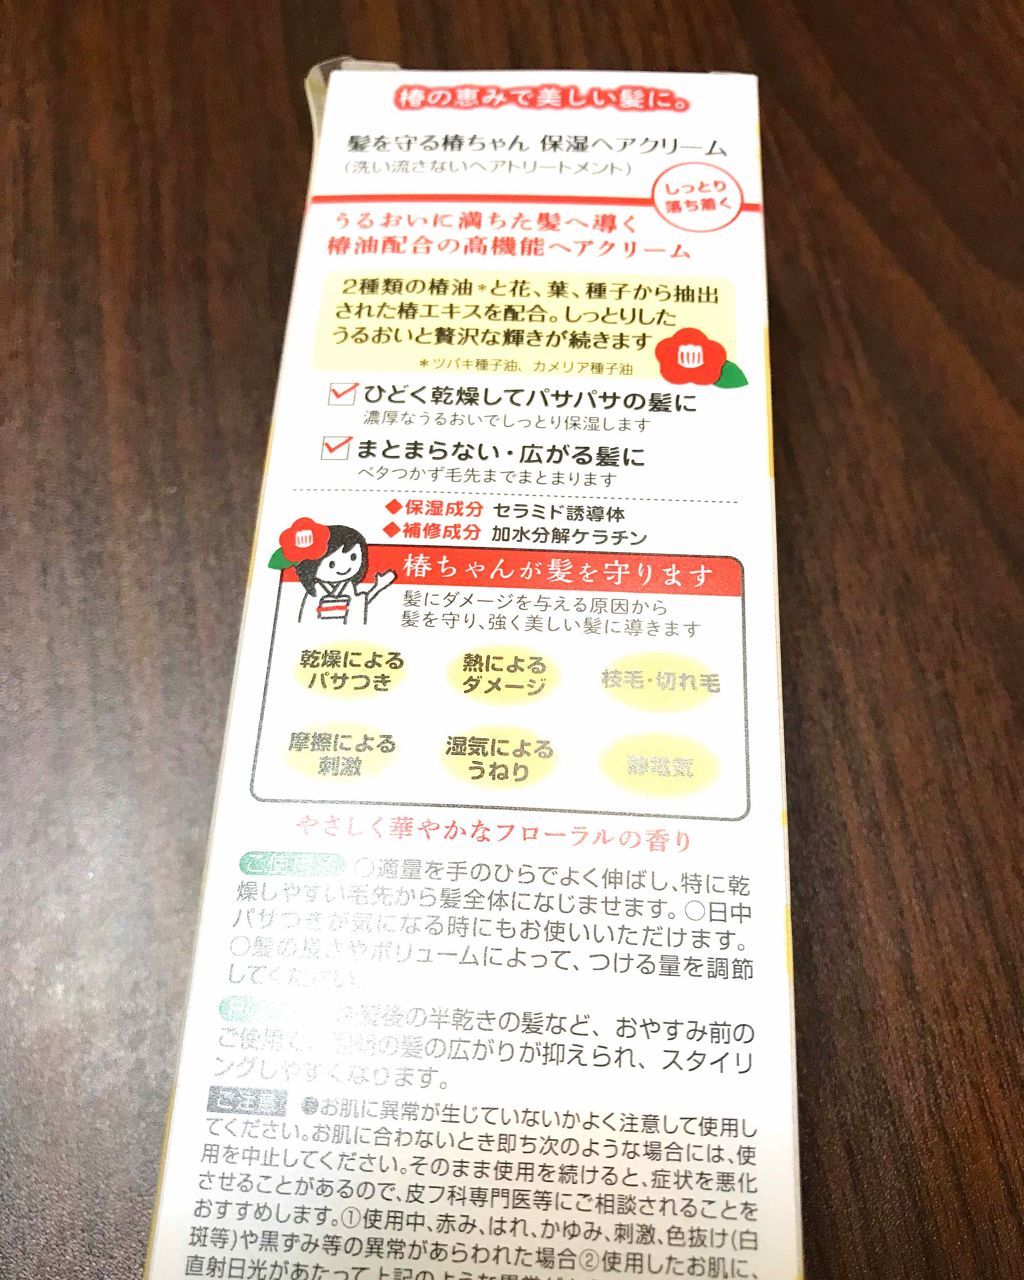 椿の恵みで美しい髪に。
髪を守る椿ちゃん 保湿ヘアクリーム
(洗い流さないヘアトリートメント)
しっとり
落ち着く
うるおいに満ちた髪へ導く
椿油配合の高機能ヘアクリーム
2種類の椿油*と花、葉、種子から抽出
された椿エキスを配合。しっとりした
うるおいと贅沢な輝きが続きます
*ツバキ種子油、カメリア種子油
ひどく乾燥してパサパサの髪に
濃厚なうるおいでしっとり保湿します
まとまらない・広がる髪に
ベタつかず毛先までまとまります
◆保湿成分 セラミド誘導体
◆補修成分 加水分解ケラチン
椿ちゃんが髪を守ります
髪にダメージを与える原因から
髪を守り、強く美しい髪に導きます
乾燥による
パサつき
熱による
ダメージ
枝毛・切れ毛
摩擦による
刺激
湿気による
うねり
静電気
やさしく華やかなフローラルの香り
○適量を手のひらでよく伸ばし、特に乾
燥しやすい毛先から髪全体になじませます。○日中
パサつきが気になる時にもお使いいただけます。
○髪の長さやボリュームによって、つける量を調節
してください。
後の半乾きの髪など、おやすみ前の
ご使用で、翌朝の髪の広がりが抑えられ、スタイリ
ングしやすくなります。
ご注意 ●お肌に異常が生じていないかよく注意して使用し
てください。お肌に合わないとき即ち次のような場合には、使
用を中止してください。そのまま使用を続けると、症状を悪化
させることがあるので、皮フ科専門医等にご相談されることを
おすすめします。①使用中、赤み、はれ、かゆみ、刺激、色抜け(白
斑等)や黒ずみ等の異常があらわれた場合②使用したお肌に、
直射日光があたって上記のような異常が